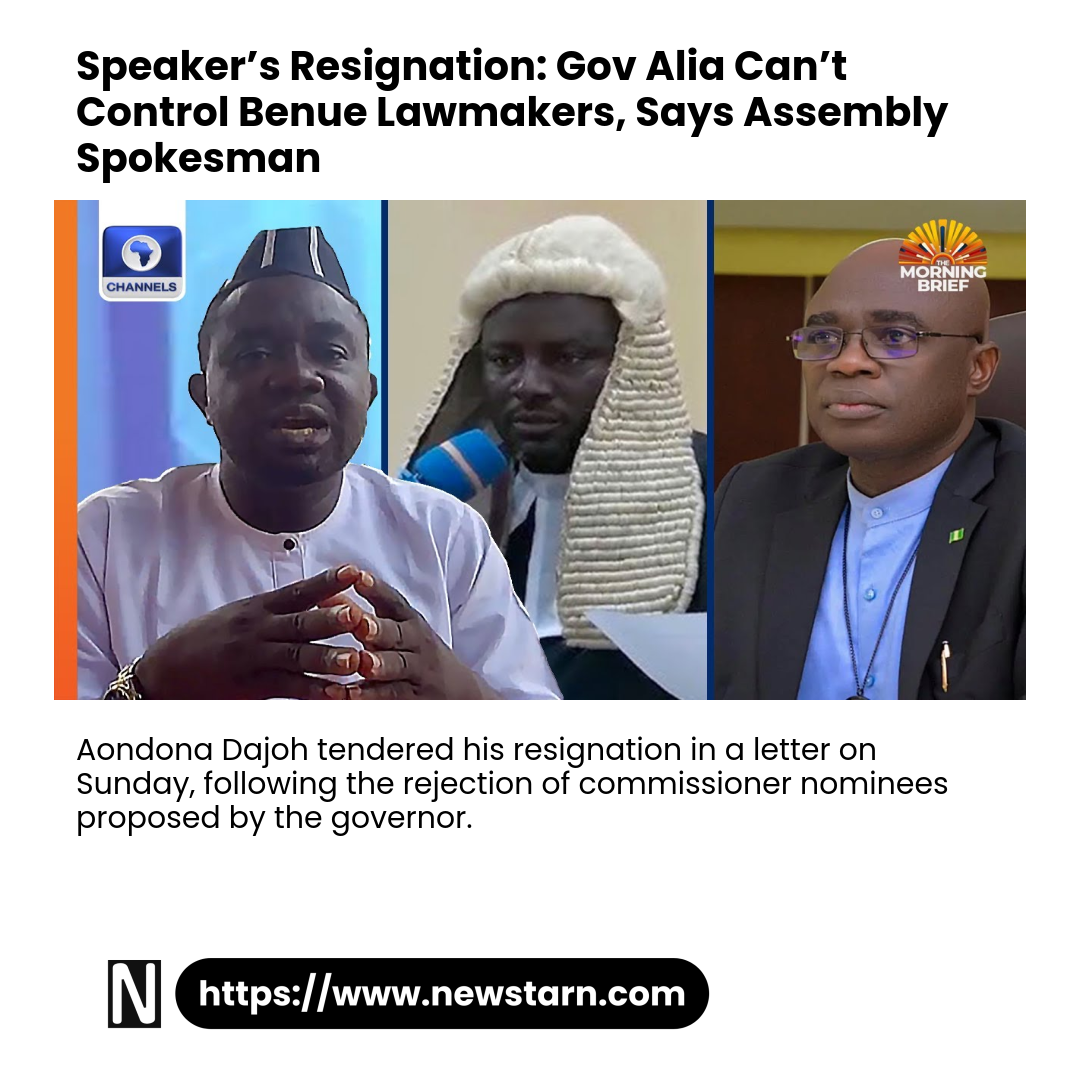 Speaker’s Resignation: Gov Alia Can’t
Control Benue Lawmakers, Says Assembly
Spokesman
CHANNELS
THE
MORNING
BRIEF
Aondona Dajoh tendered his resignation in a letter on
Sunday, following the rejection of commissioner nominees
proposed by the governor.
N
https://www.newstarn.com